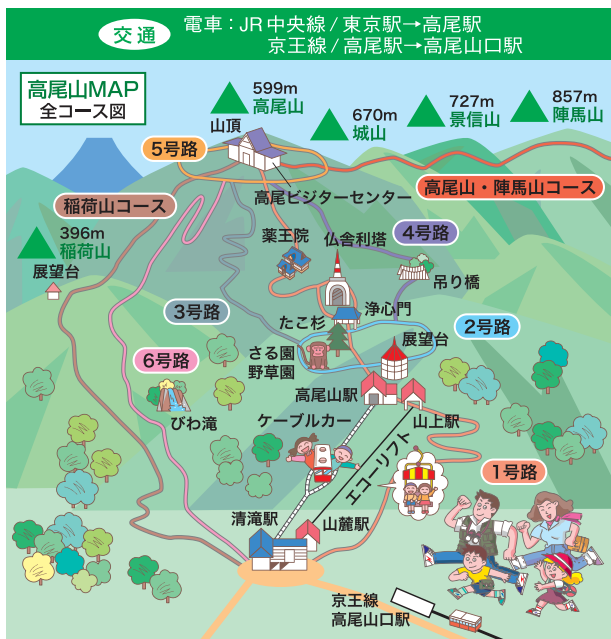 交通
電車：JR中央線/東京駅→高尾駅
京王線/高尾駅→高尾山口駅
高尾山MAP
全コース図
599m
高尾山
山頂
670m
城山
727m
景信山
857m
陣馬山
5号路
高尾ビジターセンター
高尾山・陣馬山コース
稲荷山コース
396m
稲荷山
展望台
薬王院
仏舎利塔
4号路
吊り橋
3号路
たこ杉
浄心門
2号路
展望台
さる園
野草園
6号路
びわ滝
高尾山駅
山上駅
ケーブルカー
エコーリフト
1号路
清滝駅
山麓駅
京王線
高尾山口駅